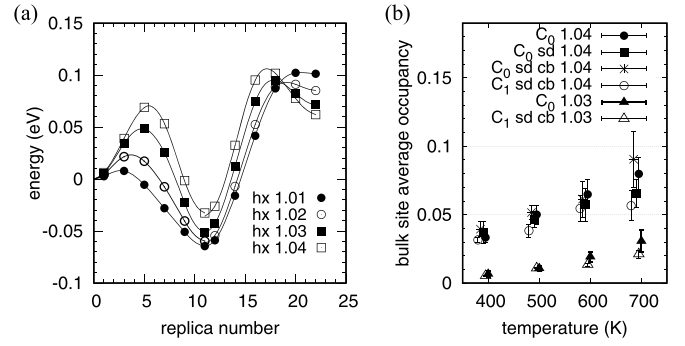 (a)
energy (eV)
0.15
0.1
0.05
0
-0.05
-0.1
0 5 10 15 20 25
replica number
hx 1.01
hx 1.02
hx 1.03
hx 1.04
(b)
bulk site average occupancy
0.15
0.1
0.05
0
400 500 600 700
temperature (K)
C0 1.04
C0 sd 1.04
C0 sd cb 1.04
C1 sd cb 1.04
C0 1.03
C1 sd cb 1.03